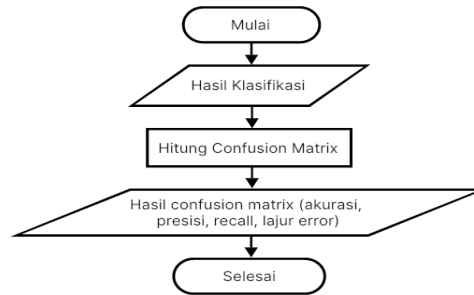 Mulai
Hasil Klasifikasi
Hitung Confusion Matrix
Hasil confusion matrix (akurasi,
presisi, recall, lajur error)
Selesai